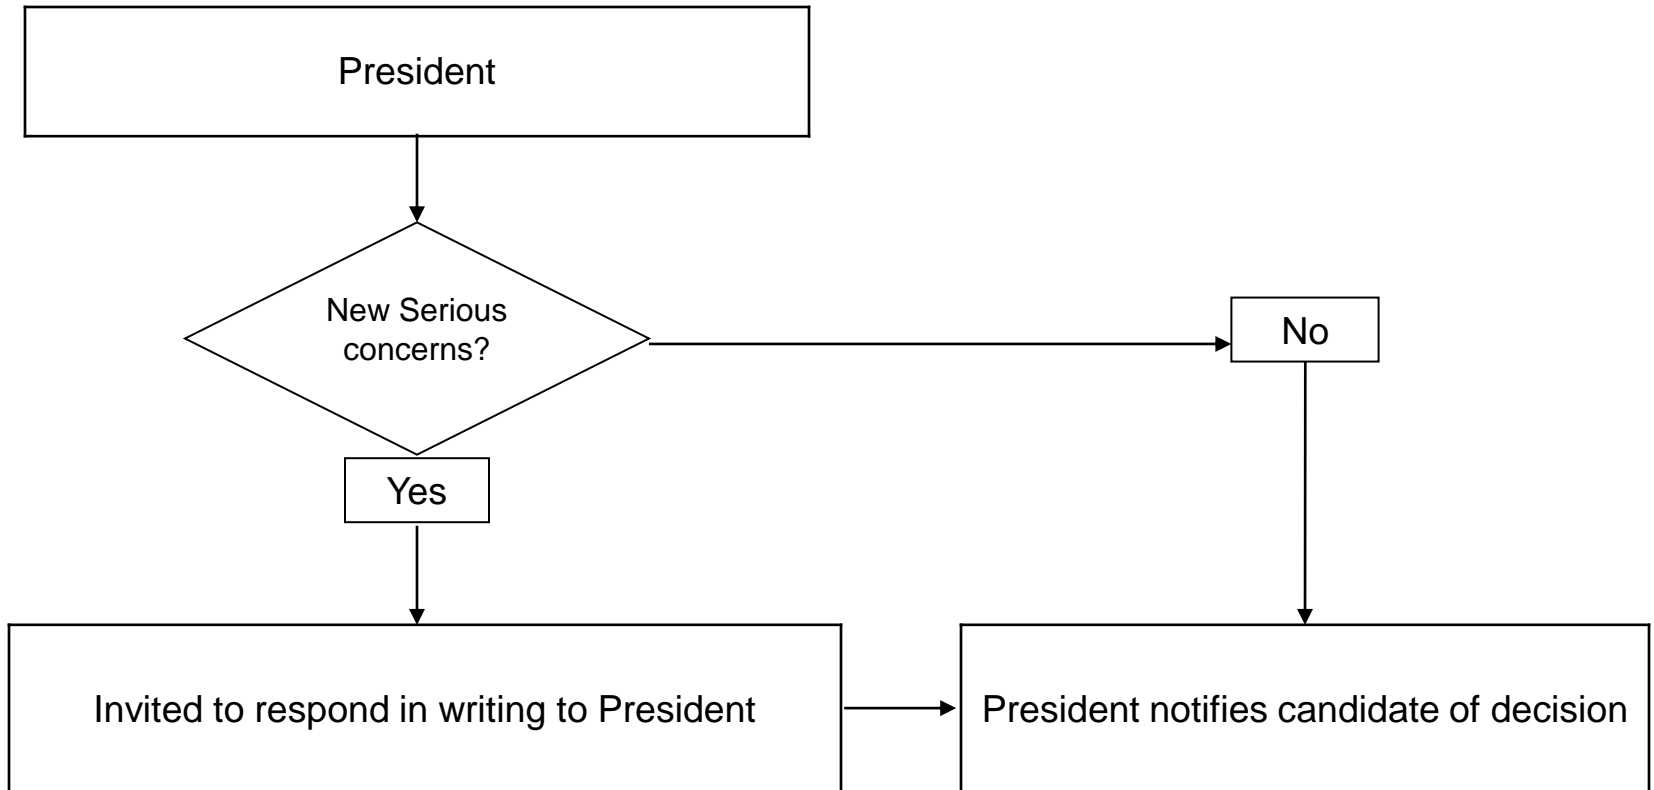 President
New Serious
concerns?
No
Yes
Invited to respond in writing to President
President notifies candidate of decision